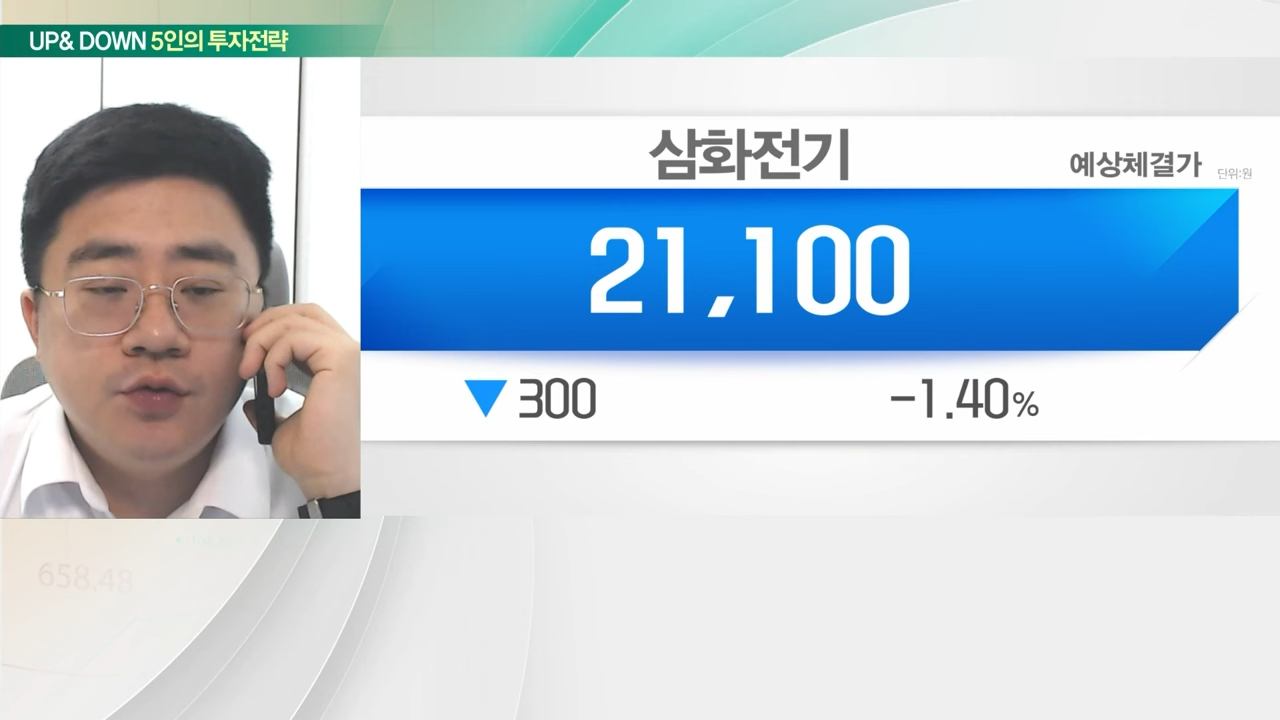 UP& DOWN 5인의 투자전략
삼화전기
예상체결가 단위:원
21,100
▼300 -1.40%
658.48